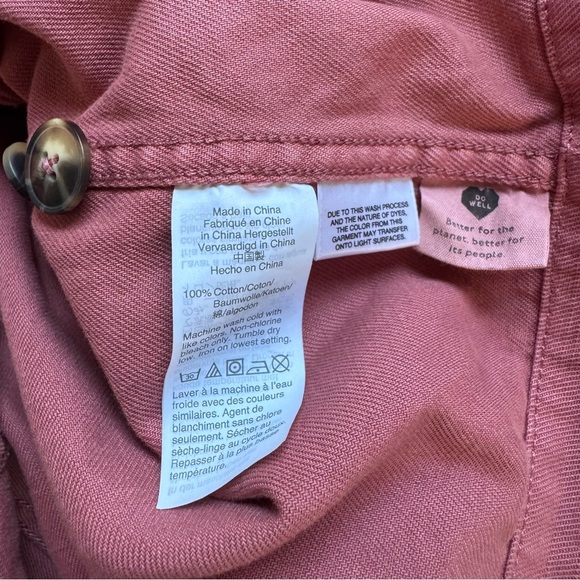 Made in China
Fabriqué en Chine
in China Hergestellt
Vervaardigd in China
中国製
Hecho en China
100% Cotton/Coton/
Baumwolle/Katoen/
綿/algodón
Machine wash cold with
like colors. Non-chlorine
bleach only. Tumble dry
low. Iron on lowest setting.
30
Laver à la machine à l'eau
froide avec des couleurs
similaires. Agent de
blanchiment sans chlore
seulement. Sécher au
sèche-linge au cycle doux.
Repasser à la plus basse
température.
DUE TO THIS WASH PROCESS
AND THE NATURE OF DYES,
THE COLOR FROM THIS
GARMENT MAY TRANSFER
ONTO LIGHT SURFACES.
DO
WELL
Better for the
planet, better for
its people.